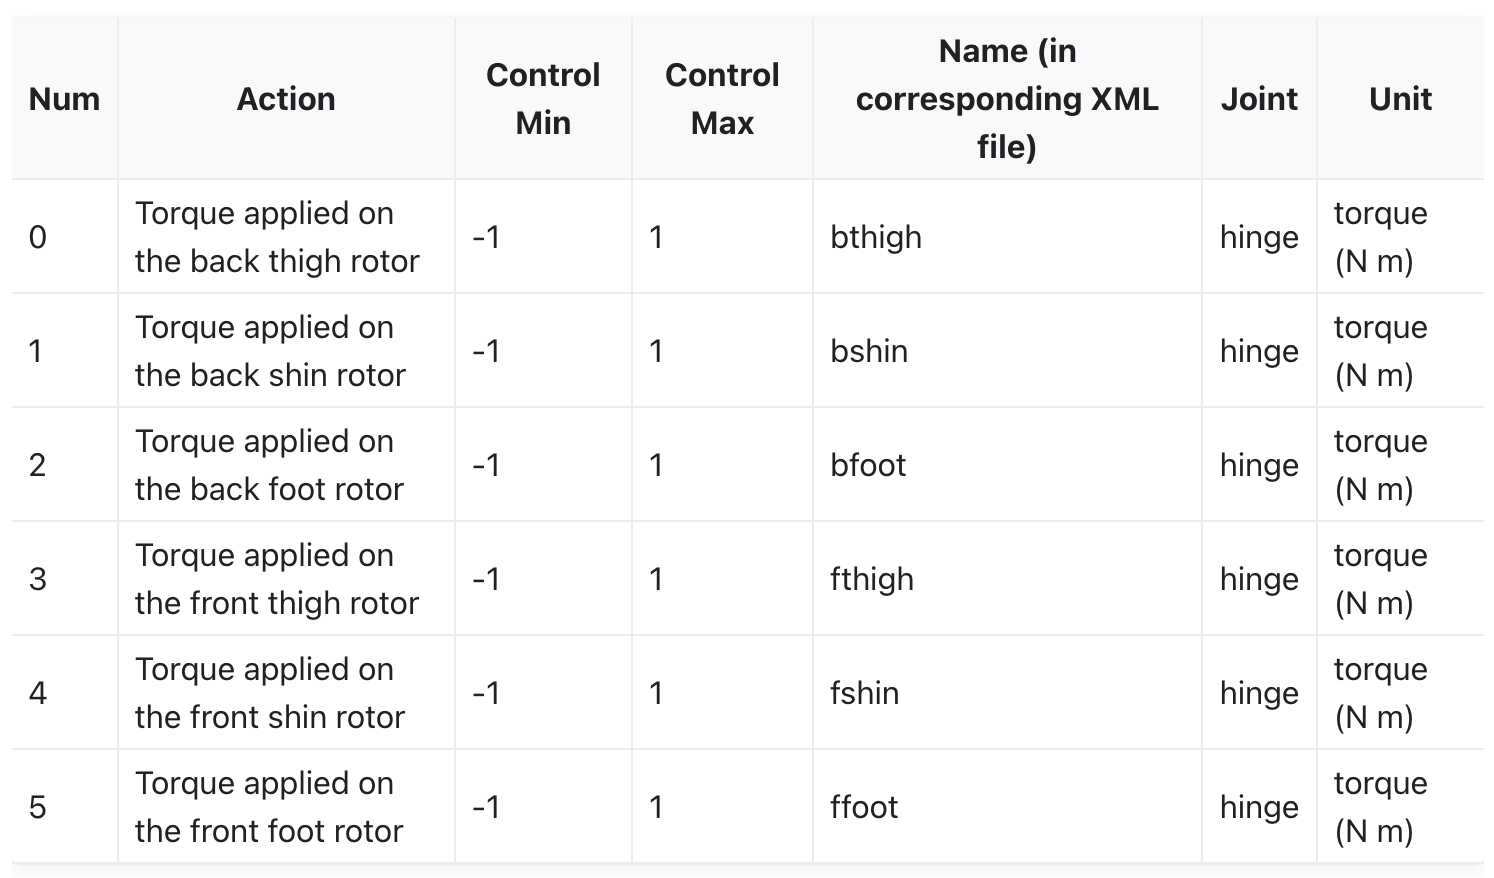 Num Action Control Min Control Max Name (in corresponding XML file) Joint Unit
0 Torque applied on the back thigh rotor -1 1 bthigh hinge torque (N m)
1 Torque applied on the back shin rotor -1 1 bshin hinge torque (N m)
2 Torque applied on the back foot rotor -1 1 bfoot hinge torque (N m)
3 Torque applied on the front thigh rotor -1 1 fthigh hinge torque (N m)
4 Torque applied on the front shin rotor -1 1 fshin hinge torque (N m)
5 Torque applied on the front foot rotor -1 1 ffoot hinge torque (N m)